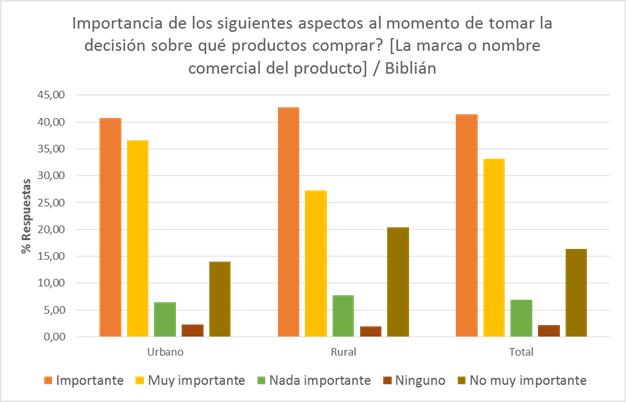 Importancia de los siguientes aspectos al momento de tomar la
decisión sobre qué productos comprar? [La marca o nombre
comercial del producto] / Biblián
45,00
40,00
35,00
30,00
25,00
20,00
15,00
10,00
5,00
0,00
% Respuestas
Urbano Rural Total
Importante Muy importante Nada importante Ninguno No muy importante